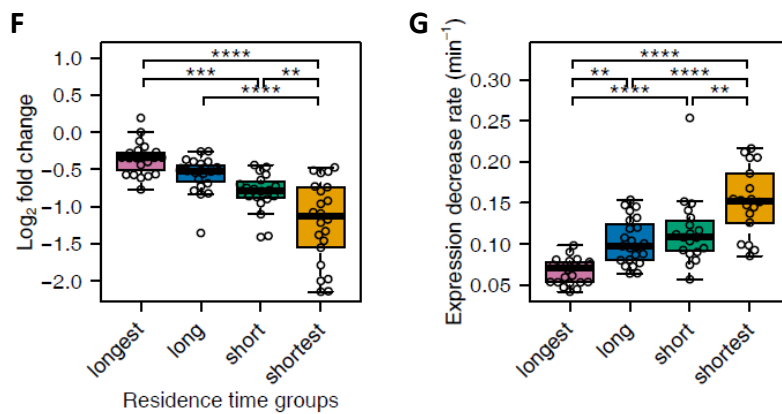 F
Log₂ fold change
1.0
0.5
0.0
−0.5
−1.0
−1.5
−2.0
****
*** **
****
longest
long
short
shortest
Residence time groups
G
Expression decrease rate (min⁻¹)
0.30
0.25
0.20
0.15
0.10
0.05
****
** ****
**** **
longest
long
short
shortest